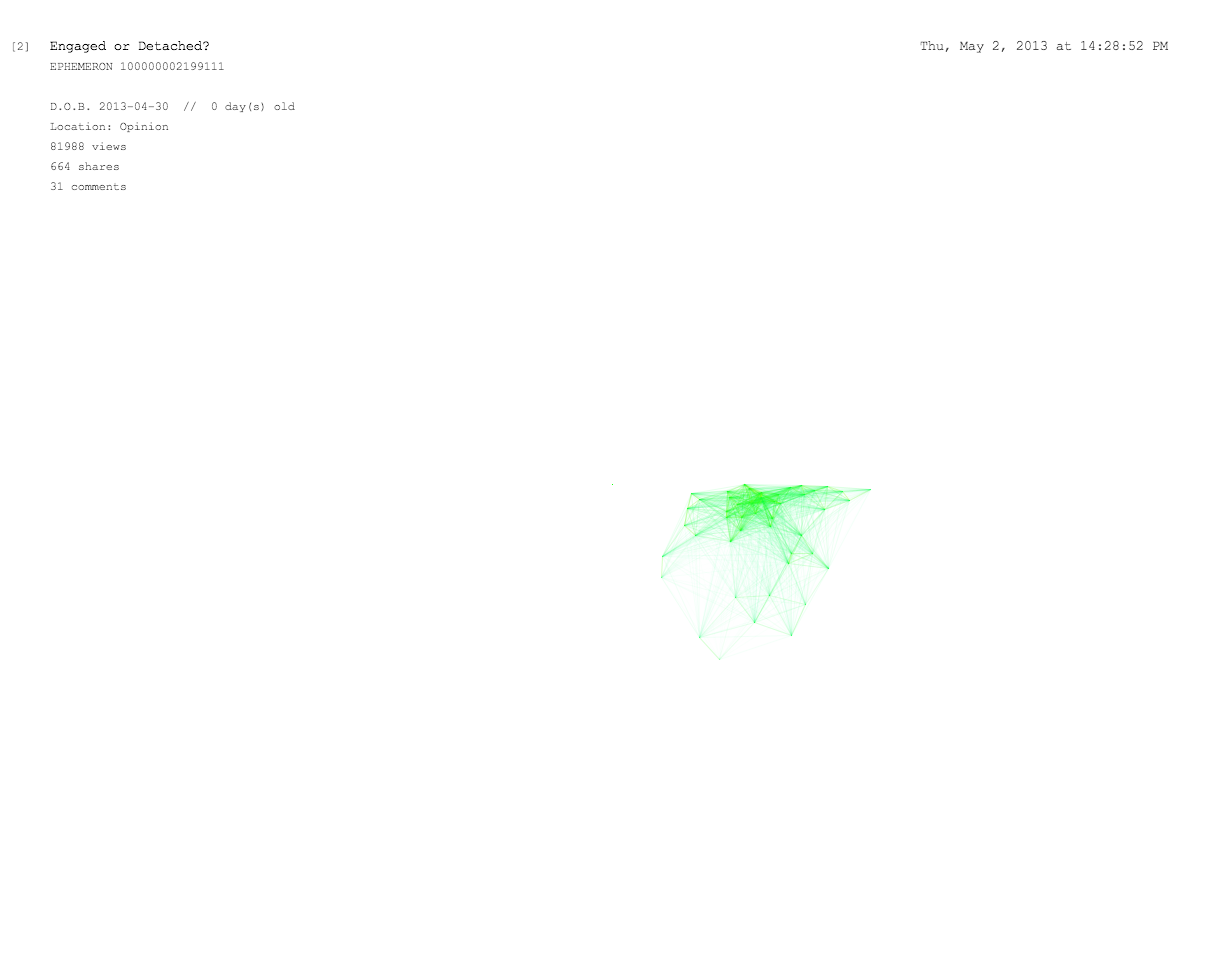 [2] Engaged or Detached?
Thu, May 2, 2013 at 14:28:52 PM
EPHEMERON 100000002199111
D.O.B. 2013-04-30 // 0 day(s) old
Location: Opinion
81988 views
664 shares
31 comments